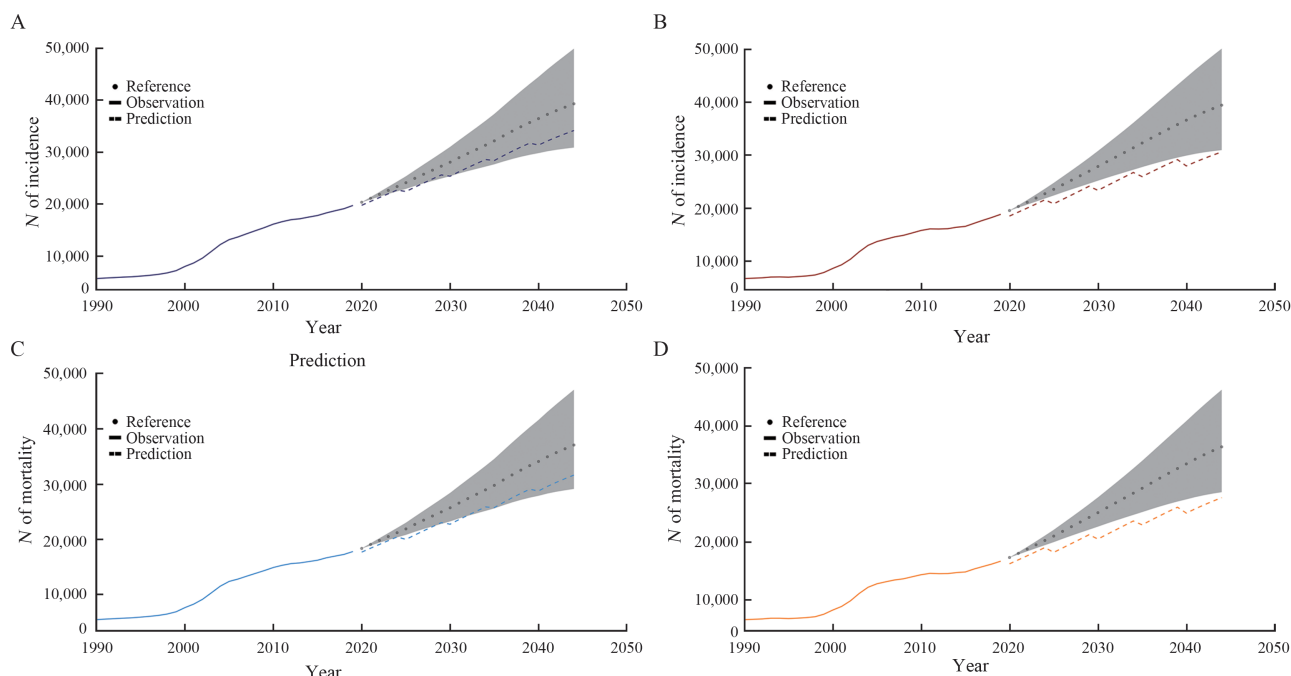 A
N of incidence
50,000
40,000
30,000
20,000
10,000
0
Reference
Observation
Prediction
1990 2000 2010 2020 2030 2040 2050
Year
B
N of incidence
50,000
40,000
30,000
20,000
10,000
0
Reference
Observation
Prediction
1990 2000 2010 2020 2030 2040 2050
Year
C
Prediction
N of mortality
50,000
40,000
30,000
20,000
10,000
0
Reference
Observation
Prediction
1990 2000 2010 2020 2030 2040 2050
Year
D
N of mortality
50,000
40,000
30,000
20,000
10,000
0
Reference
Observation
Prediction
1990 2000 2010 2020 2030 2040 2050
Year